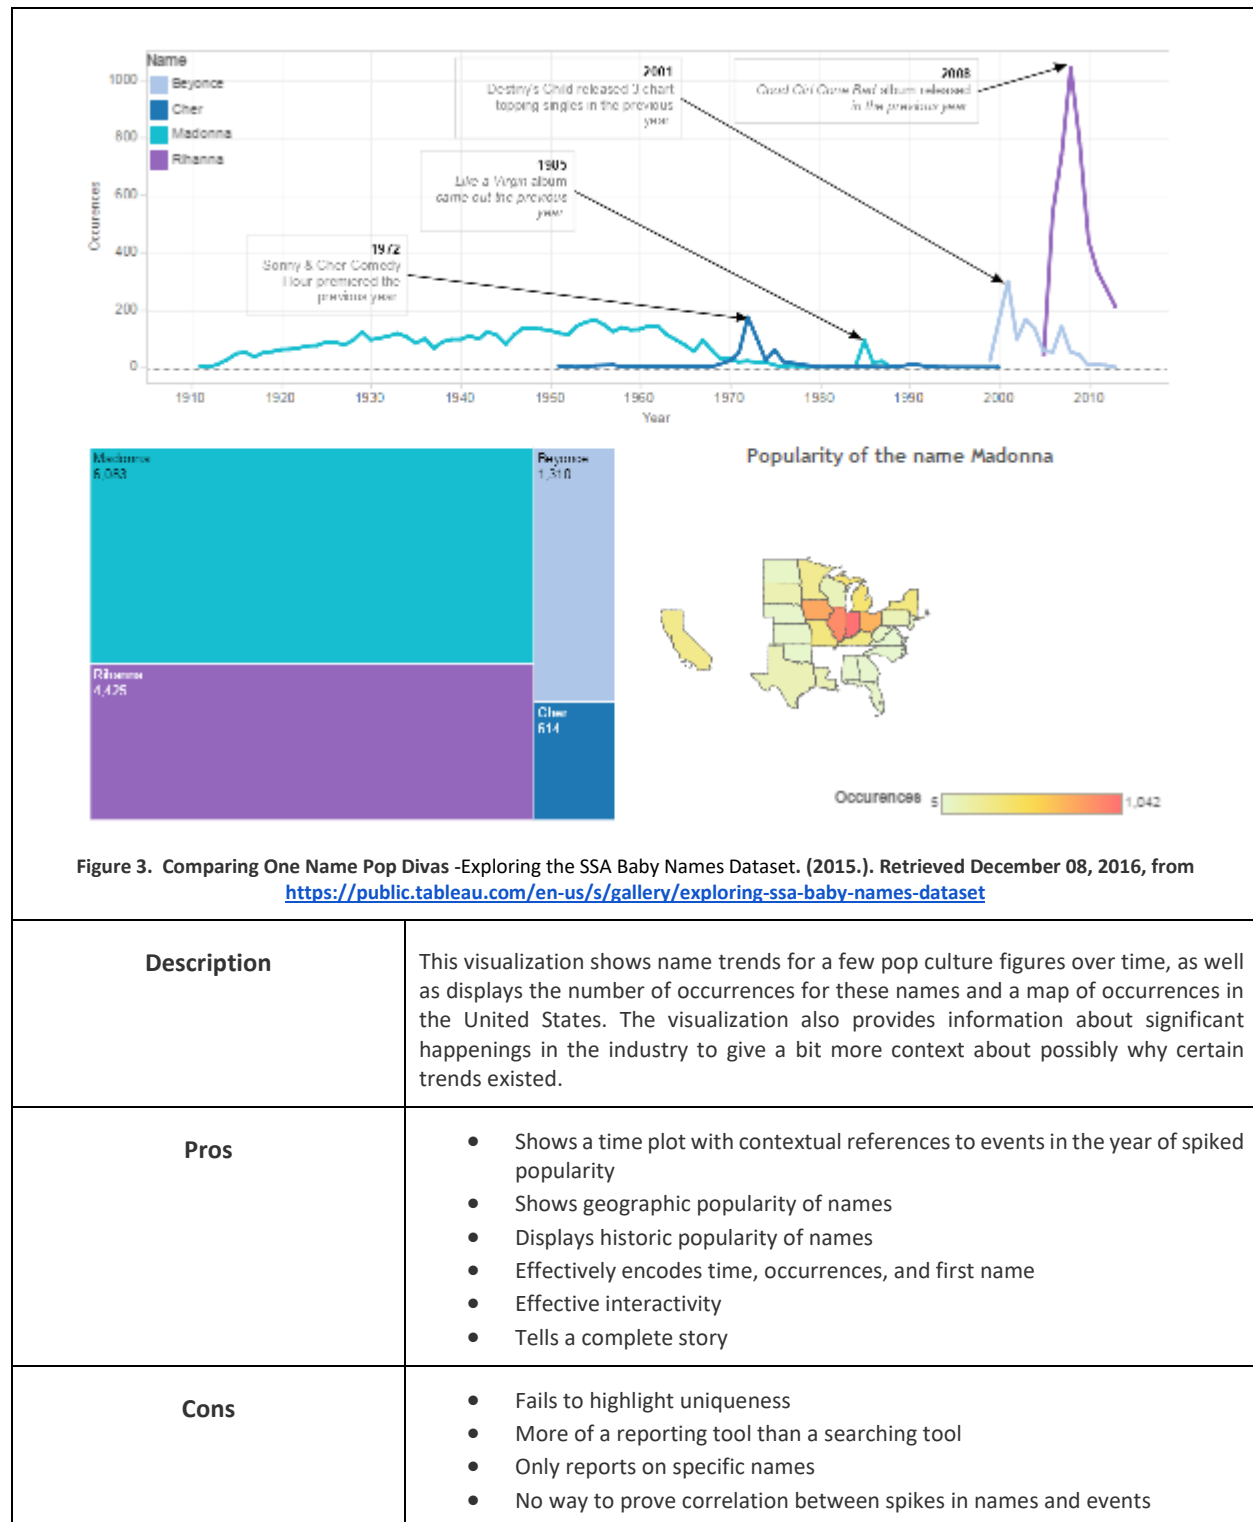 Name
Beyonce
Cher
Madonna
Rihanna
Occurences
1000
800
600
400
200
0
2001
Destiny's Child released 3 chart
topping singles in the previous
year.
2008
Good Girl Gone Bad album released
in the previous year.
1985
Like a Virgin album
came out the previous
year.
1972
Sonny & Cher Comedy
Hour premiered the
previous year.
1910 1920 1930 1940 1950 1960 1970 1980 1990 2000 2010
Year
Madonna
6,083
Beyonce
1,310
Rihanna
4,425
Cher
614
Popularity of the name Madonna
Occurences 5 1,042
Figure 3. Comparing One Name Pop Divas -Exploring the SSA Baby Names Dataset. (2015.). Retrieved December 08, 2016, from
https://public.tableau.com/en-us/s/gallery/exploring-ssa-baby-names-dataset
Description
This visualization shows name trends for a few pop culture figures over time, as well
as displays the number of occurrences for these names and a map of occurrences in
the United States. The visualization also provides information about significant
happenings in the industry to give a bit more context about possibly why certain
trends existed.
Pros
● Shows a time plot with contextual references to events in the year of spiked
popularity
● Shows geographic popularity of names
● Displays historic popularity of names
● Effectively encodes time, occurrences, and first name
● Effective interactivity
● Tells a complete story
Cons
● Fails to highlight uniqueness
● More of a reporting tool than a searching tool
● Only reports on specific names
● No way to prove correlation between spikes in names and events